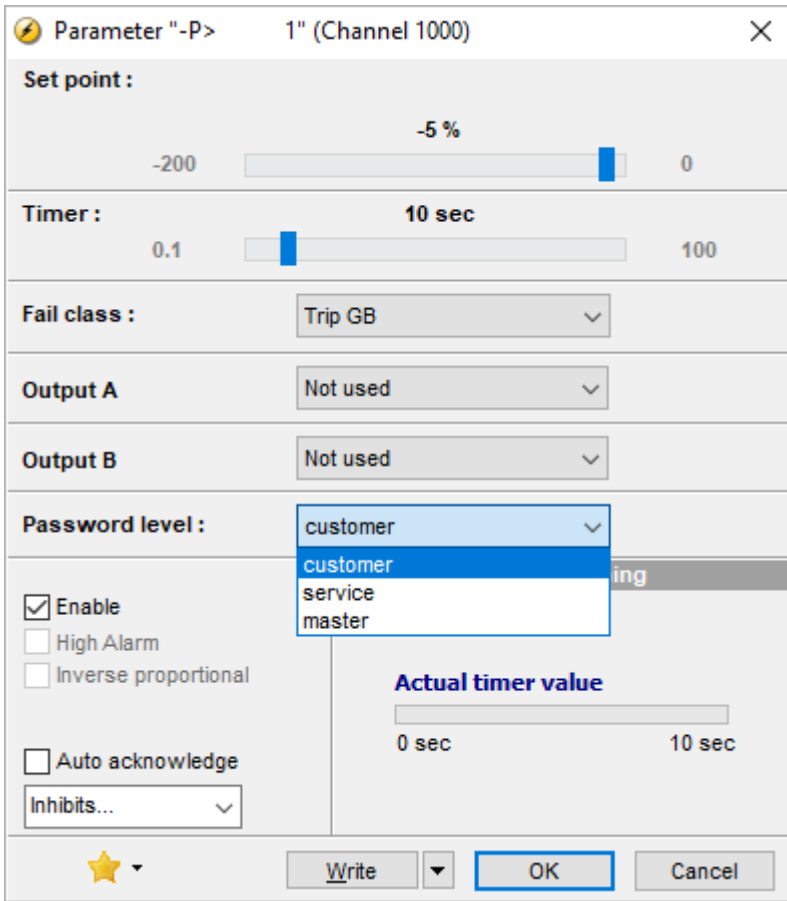 Parameter "-P> 1" (Channel 1000)
Set point :
-5 %
-200 0
Timer : 10 sec
0.1 100
Fail class : Trip GB
Output A Not used
Output B Not used
Password level : customer
customer
service
master
ing
Enable
High Alarm
Inverse proportional
Actual timer value
0 sec 10 sec
Auto acknowledge
Inhibits...
Write OK Cancel